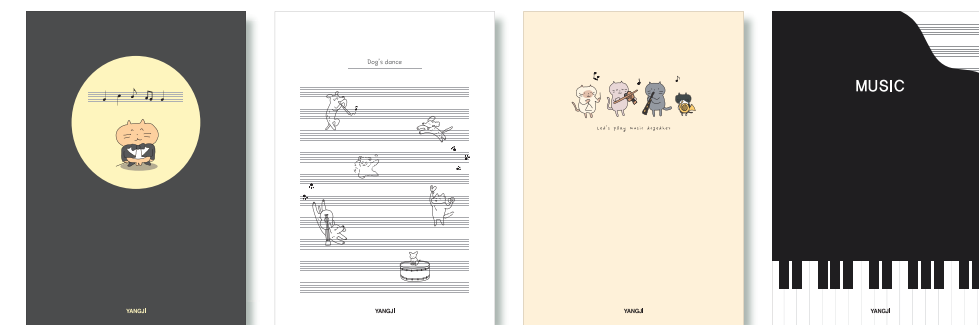 YANGJI
Dog's dance
YANGJI
Let's play music together
YANGJI
MUSIC
YANGJI